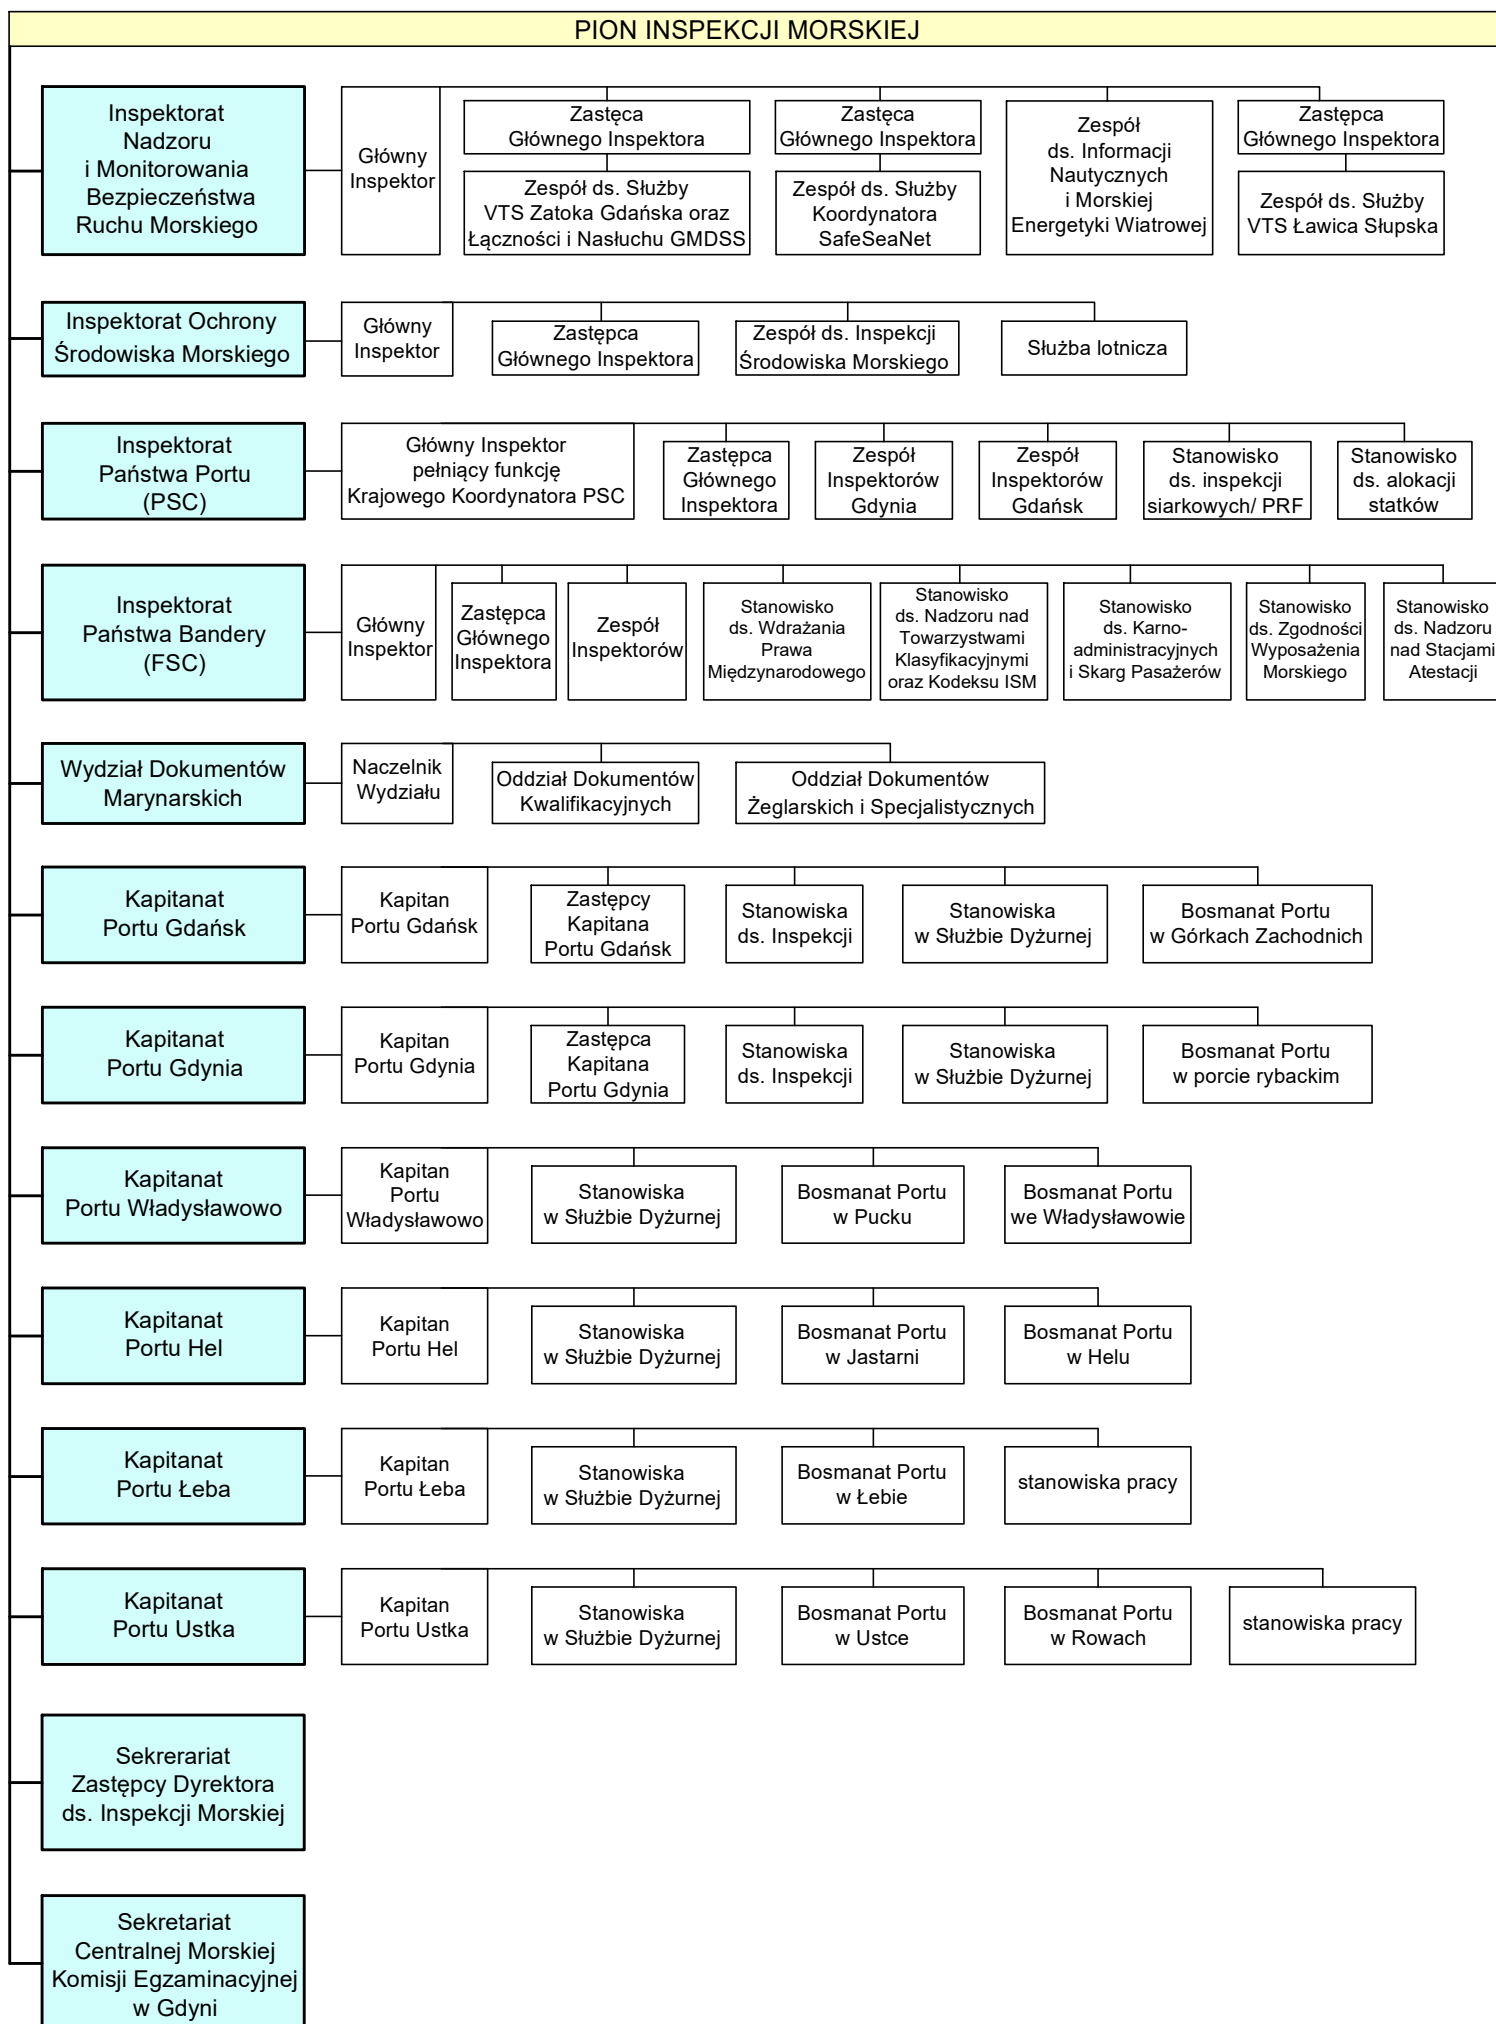 PION INSPEKCJI MORSKIEJ
Inspektorat
Nadzoru
i Monitorowania
Bezpieczeństwa
Ruchu Morskiego
Główny
Inspektor
Zastęca
Głównego Inspektora
Zespół ds. Służby
VTS Zatoka Gdańska oraz
Łączności i Nasłuchu GMDSS
Zastęca
Głównego Inspektora
Zespół ds. Służby
Koordynatora
SafeSeaNet
Zespół
ds. Informacji
Nautycznych
i Morskiej
Energetyki Wiatrowej
Zastępca
Głównego Inspektora
Zespół ds. Służby
VTS Ławica Słupska
Inspektorat Ochrony
Środowiska Morskiego
Główny
Inspektor
Zastępca
Głównego Inspektora
Zespół ds. Inspekcji
Środowiska Morskiego
Służba lotnicza
Inspektorat
Państwa Portu
(PSC)
Główny Inspektor
pełniący funkcję
Krajowego Koordynatora PSC
Zastępca
Głównego
Inspektora
Zespół
Inspektorów
Gdynia
Zespół
Inspektorów
Gdańsk
Stanowisko
ds. inspekcji
siarkowych/ PRF
Stanowisko
ds. alokacji
statków
Inspektorat
Państwa Bandery
(FSC)
Główny
Inspektor
Zastępca
Głównego
Inspektora
Zespół
Inspektorów
Stanowisko
ds. Wdrażania
Prawa
Międzynarodowego
Stanowisko
ds. Nadzoru nad
Towarzystwami
Klasyfikacyjnymi
oraz Kodeksu ISM
Stanowisko
ds. Karno-
administracyjnych
i Skarg Pasażerów
Stanowisko
ds. Zgodności
Wyposażenia
Morskiego
Stanowisko
ds. Nadzoru
nad Stacjami
Atestacji
Wydział Dokumentów
Marynarskich
Naczelnik
Wydziału
Oddział Dokumentów
Kwalifikacyjnych
Oddział Dokumentów
Żeglarskich i Specjalistycznych
Kapitanat
Portu Gdańsk
Kapitan
Portu Gdańsk
Zastępcy
Kapitana
Portu Gdańsk
Stanowiska
ds. Inspekcji
Stanowiska
w Służbie Dyżurnej
Bosmanat Portu
w Górkach Zachodnich
Kapitanat
Portu Gdynia
Kapitan
Portu Gdynia
Zastępca
Kapitana
Portu Gdynia
Stanowiska
ds. Inspekcji
Stanowiska
w Służbie Dyżurnej
Bosmanat Portu
w porcie rybackim
Kapitanat
Portu Władysławowo
Kapitan
Portu
Władysławowo
Stanowiska
w Służbie Dyżurnej
Bosmanat Portu
w Pucku
Bosmanat Portu
we Władysławowie
Kapitanat
Portu Hel
Kapitan
Portu Hel
Stanowiska
w Służbie Dyżurnej
Bosmanat Portu
w Jastarni
Bosmanat Portu
w Helu
Kapitanat
Portu Łeba
Kapitan
Portu Łeba
Stanowiska
w Służbie Dyżurnej
Bosmanat Portu
w Łebie
stanowiska pracy
Kapitanat
Portu Ustka
Kapitan
Portu Ustka
Stanowiska
w Służbie Dyżurnej
Bosmanat Portu
w Ustce
Bosmanat Portu
w Rowach
stanowiska pracy
Sekrerariat
Zastępcy Dyrektora
ds. Inspekcji Morskiej
Sekretariat
Centralnej Morskiej
Komisji Egzaminacyjnej
w Gdyni